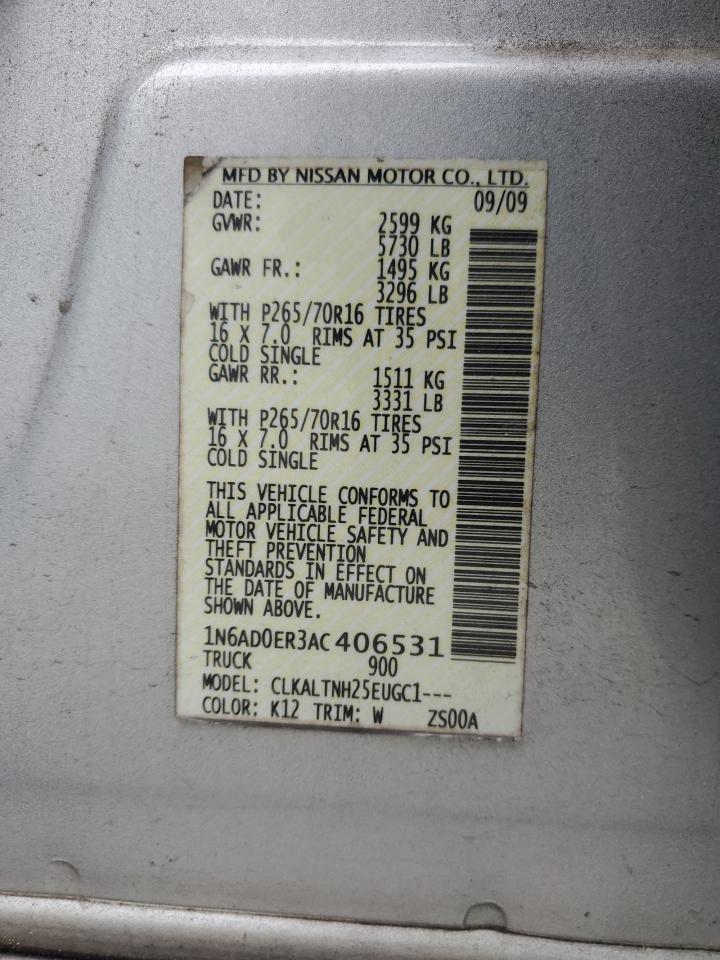 MFD BY NISSAN MOTOR CO., LTD.
DATE: 09/09
GVWR: 2599 KG
5730 LB
GAWR FR.: 1495 KG
3296 LB
WITH P265/70R16 TIRES
16 X 7.0 RIMS AT 35 PSI
COLD SINGLE
GAWR RR.: 1511 KG
3331 LB
WITH P265/70R16 TIRES
16 X 7.0 RIMS AT 35 PSI
COLD SINGLE
THIS VEHICLE CONFORMS TO
ALL APPLICABLE FEDERAL
MOTOR VEHICLE SAFETY AND
THEFT PREVENTION
STANDARDS IN EFFECT ON
THE DATE OF MANUFACTURE
SHOWN ABOVE.
1N6AD0ER3AC406531
TRUCK 900
MODEL: CLKALTNH25EUGC1---
COLOR: K12 TRIM: W ZS00A